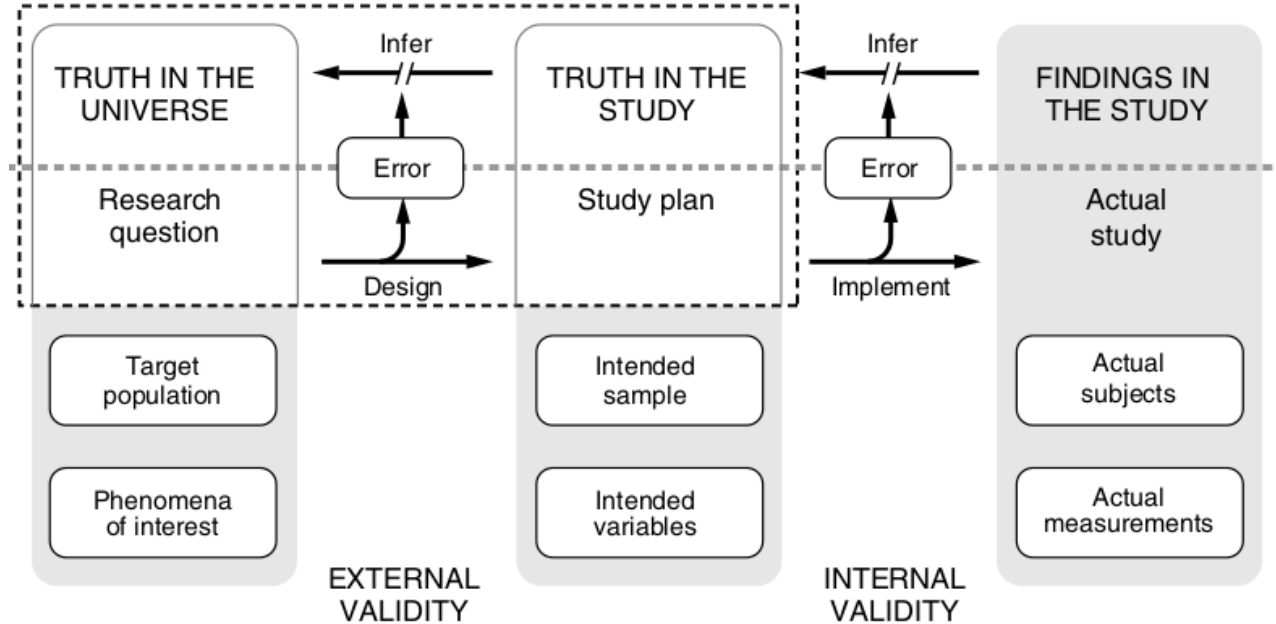 TRUTH IN THE
UNIVERSE
Research
question
Target
population
Phenomena
of interest
Infer
Error
Design
EXTERNAL
VALIDITY
TRUTH IN THE
STUDY
Study plan
Intended
sample
Intended
variables
Infer
Error
Implement
INTERNAL
VALIDITY
FINDINGS IN
THE STUDY
Actual
study
Actual
subjects
Actual
measurements